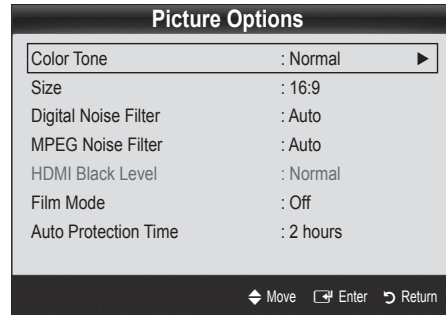 Picture Options
Color Tone : Normal ►
Size : 16:9
Digital Noise Filter : Auto
MPEG Noise Filter : Auto
HDMI Black Level : Normal
Film Mode : Off
Auto Protection Time : 2 hours
Move Enter Return